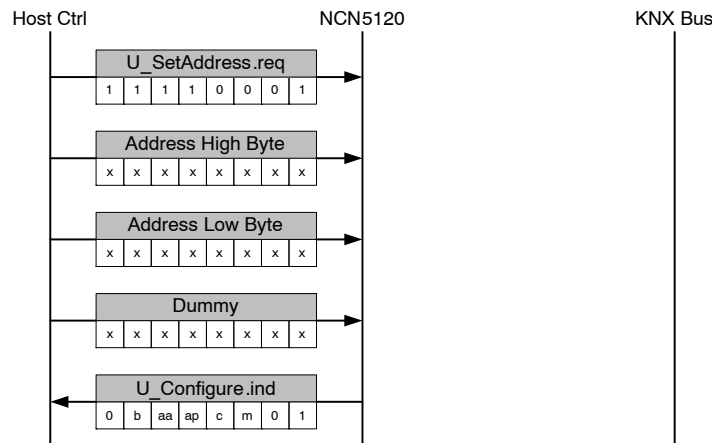 Host Ctrl NCN5120 KNX Bus
U_SetAddress.req
1 1 1 1 0 0 0 1
Address High Byte
x x x x x x x x
Address Low Byte
x x x x x x x x
Dummy
x x x x x x x x
U_Configure.ind
0 b aa ap c m 0 1